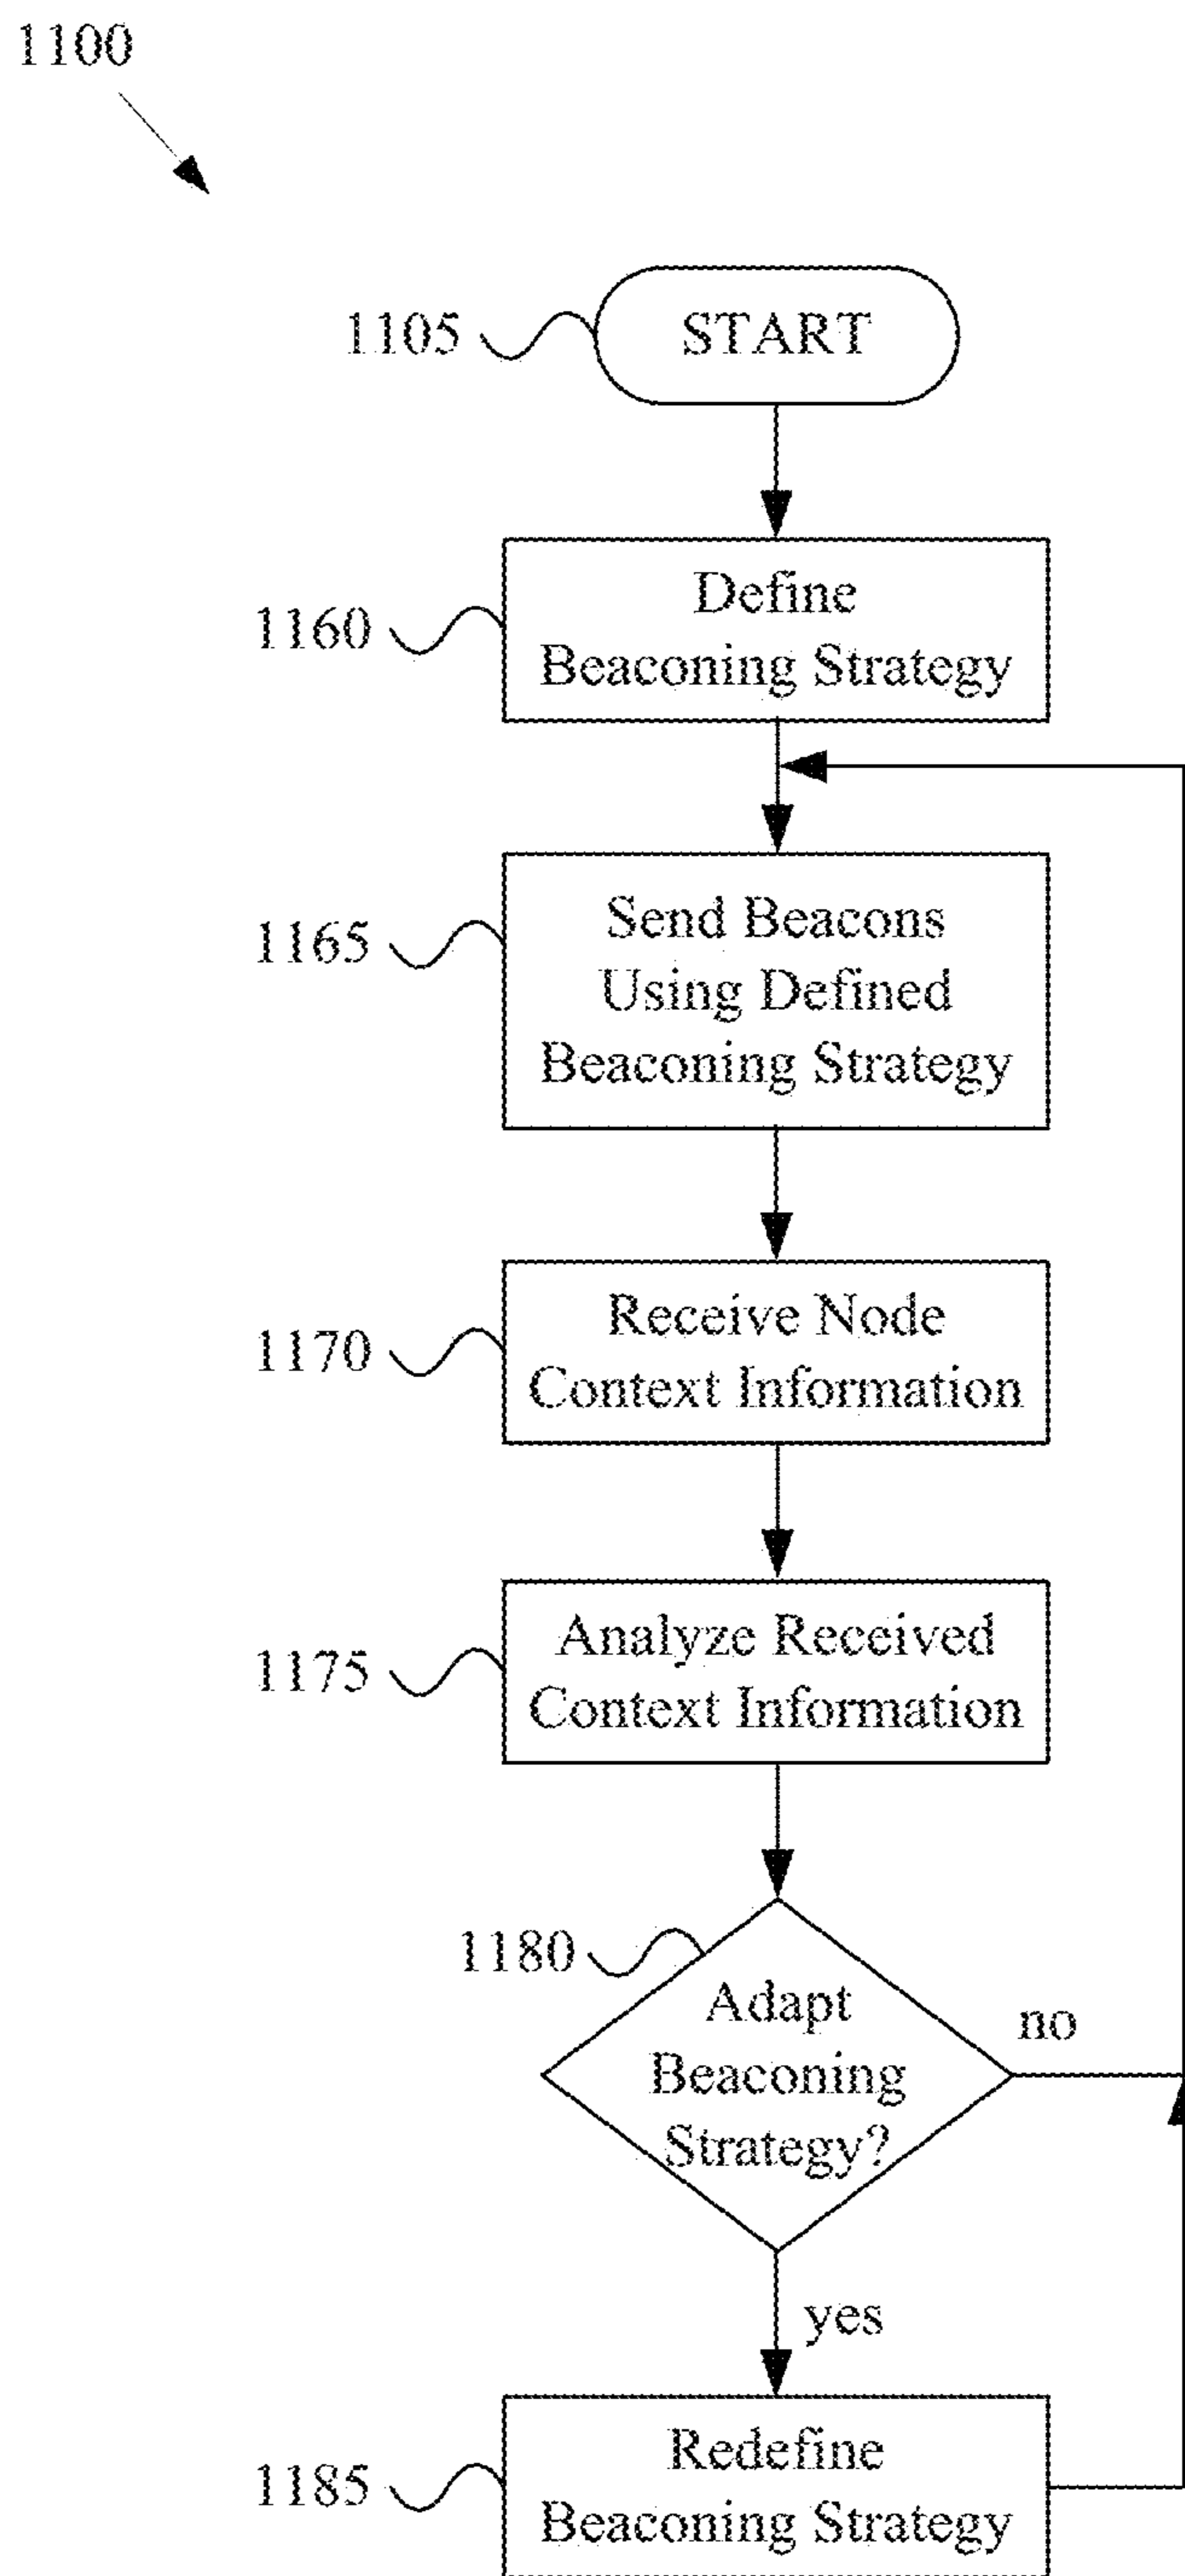 1100
1105
START
1160
Define
Beaconing Strategy
1165
Send Beacons
Using Defined
Beaconing Strategy
1170
Receive Node
Context Information
1175
Analyze Received
Context Information
1180
Adapt
Beaconing
Strategy?
no
yes
1185
Redefine
Beaconing Strategy